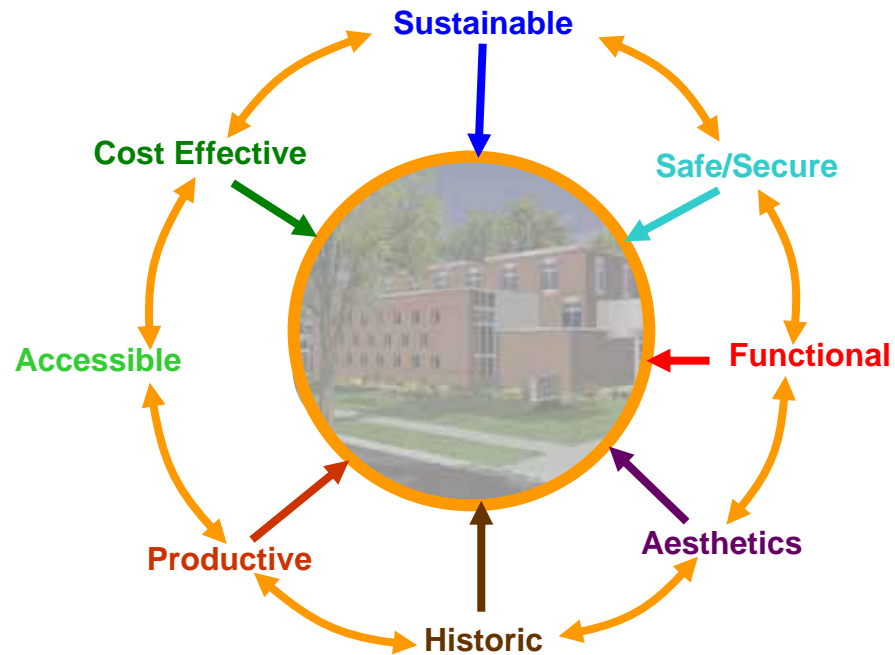 Sustainable
Cost Effective
Safe/Secure
Accessible
Functional
Productive
Aesthetics
Historic